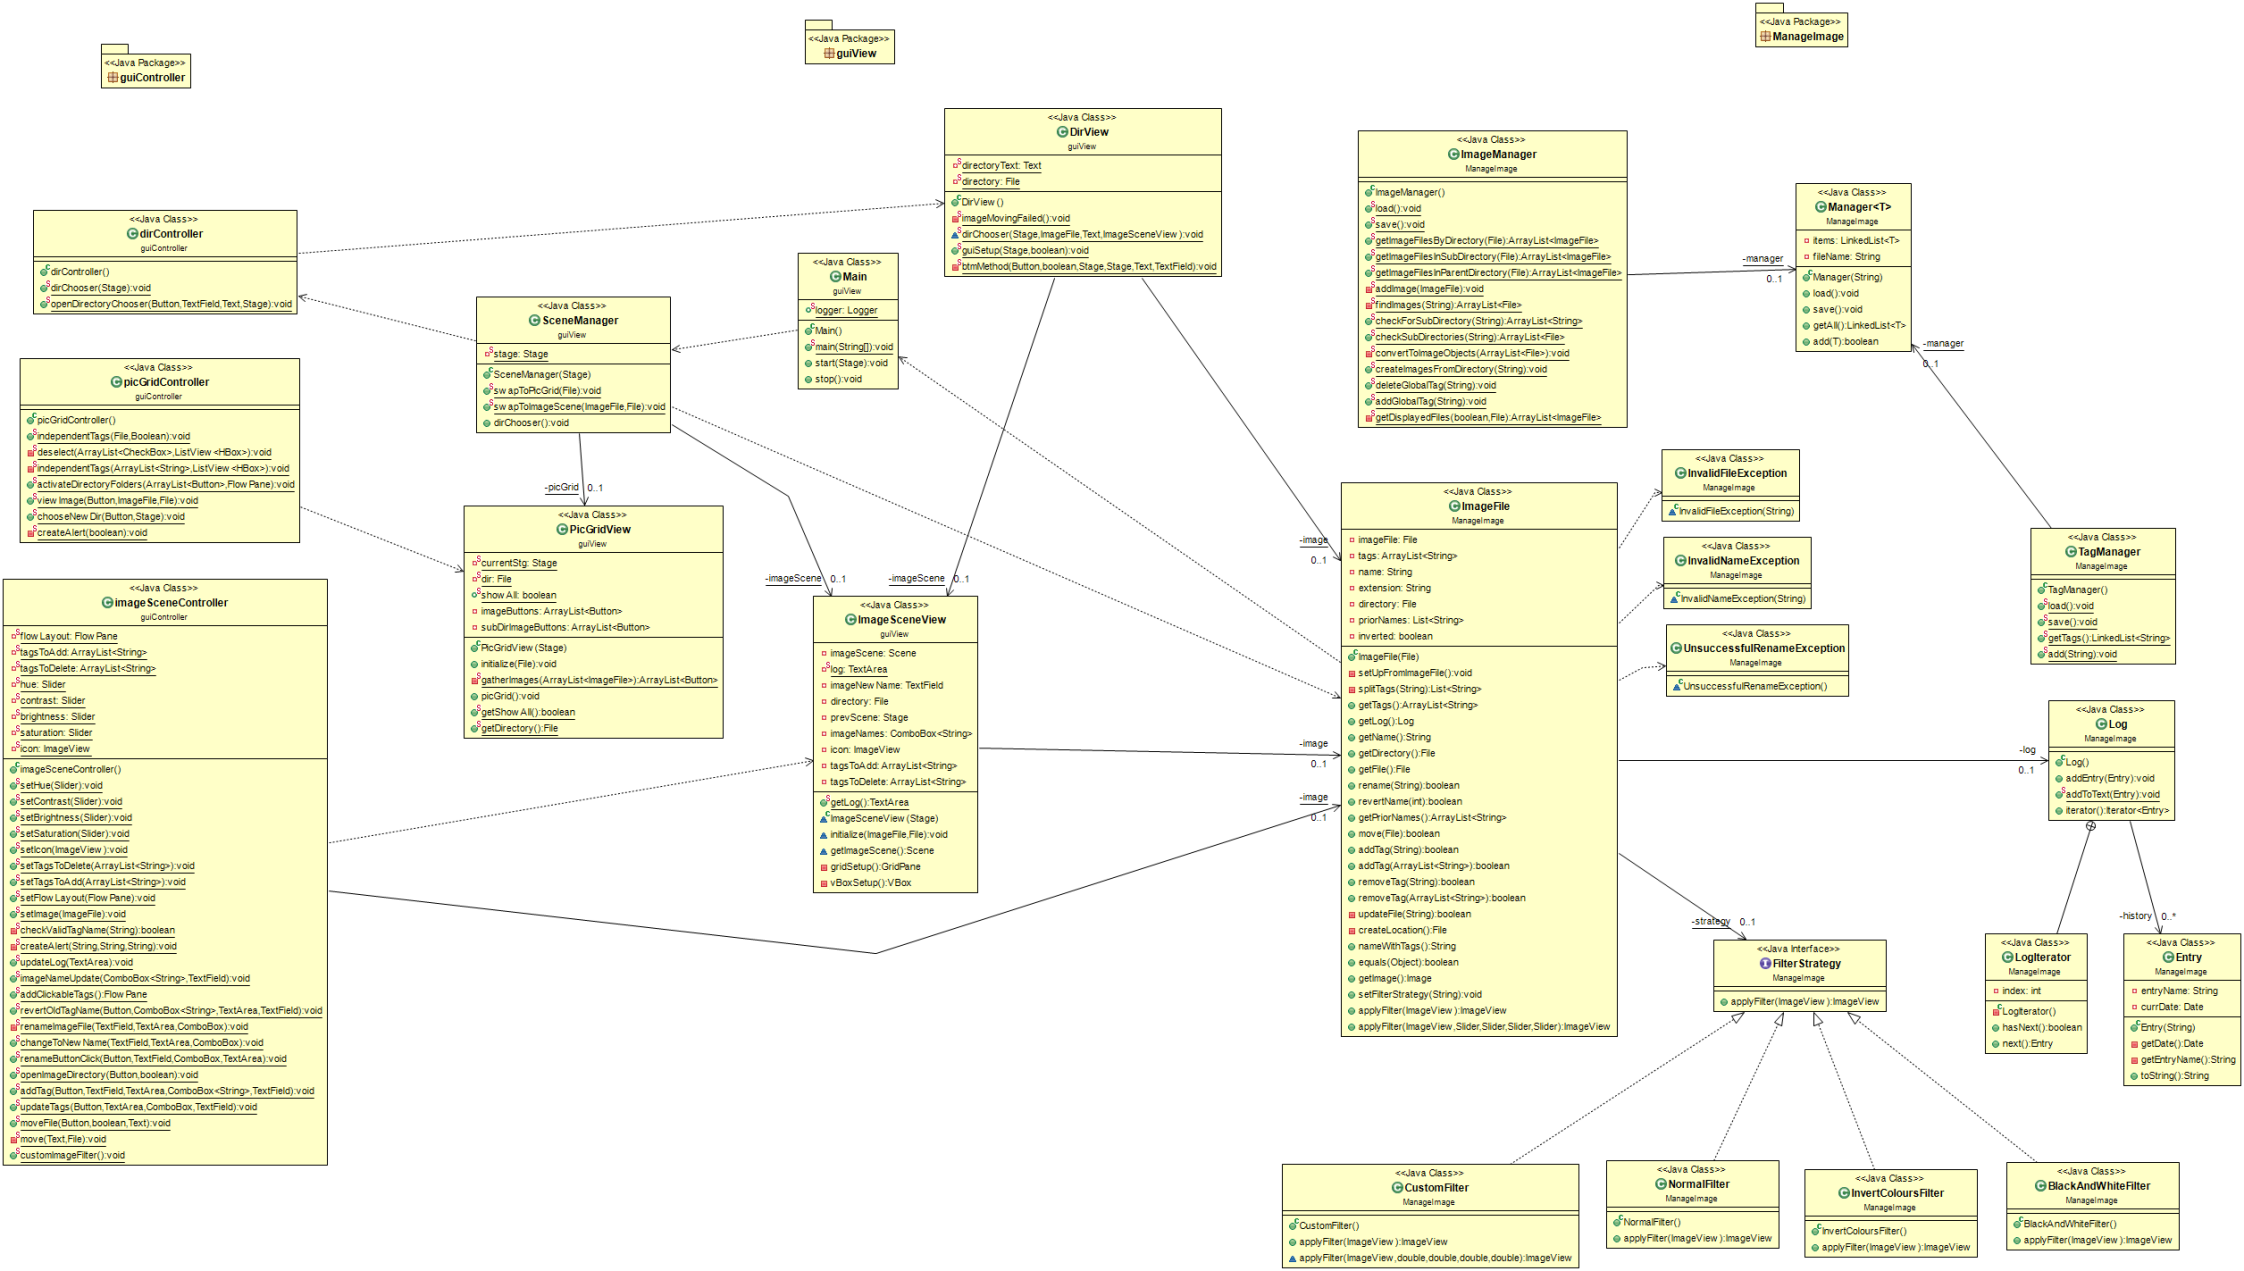 <<Java Package>>
guiController
<<Java Package>>
guiView
<<Java Package>>
ManageImage
<<Java Class>>
dirController
guiController
dirController()
dirChooser(Stage):void
openDirectoryChooser(Button,TextField,Text,Stage):void
<<Java Class>>
picGridController
guiController
picGridController()
independentTags(File,Boolean):void
deselect(ArrayList<CheckBox>,ListView<HBox>):void
independentTags(ArrayList<String>,ListView<HBox>):void
activateDirectoryFolders(ArrayList<Button>,FlowPane):void
viewImage(Button,ImageFile,File):void
chooseNewDir(Button,Stage):void
createAlert(boolean):void
<<Java Class>>
imageSceneController
guiController
flowLayout: FlowPane
tagsToAdd: ArrayList<String>
tagsToDelete: ArrayList<String>
hue: Slider
contrast: Slider
brightness: Slider
saturation: Slider
icon: ImageView
imageSceneController()
setHue(Slider):void
setContrast(Slider):void
setBrightness(Slider):void
setSaturation(Slider):void
setIcon(ImageView):void
setTagsToDelete(ArrayList<String>):void
setTagsToAdd(ArrayList<String>):void
setFlowLayout(FlowPane):void
setImage(ImageFile):void
checkValidTagName(String):boolean
createAlert(String,String,String):void
updateLog(TextArea):void
imageNameUpdate(ComboBox<String>,TextField):void
addClickableTags():FlowPane
revertOldTagName(Button,ComboBox<String>,TextArea,TextField):void
renameImageFile(TextField,TextArea,ComboBox):void
changeToNewName(TextField,TextArea,ComboBox):void
renameButtonClick(Button,TextField,ComboBox,TextArea):void
openImageDirectory(Button,boolean):void
addTag(Button,TextField,TextArea,ComboBox<String>,TextField):void
updateTags(Button,TextArea,ComboBox,TextField):void
moveFile(Button,boolean,Text):void
move(Text,File):void
customImageFilter():void
<<Java Class>>
SceneManager
guiView
stage: Stage
SceneManager(Stage)
swapToPicGrid(File):void
swapToImageScene(ImageFile,File):void
dirChooser():void
-picGrid 0..1
<<Java Class>>
PicGridView
guiView
currentStg: Stage
dir: File
showAll: boolean
imageButtons: ArrayList<Button>
subDirImageButtons: ArrayList<Button>
PicGridView(Stage)
initialize(File):void
gatherImages(ArrayList<ImageFile>):ArrayList<Button>
picGrid():void
getShowAll():boolean
getDirectory():File
<<Java Class>>
Main
guiView
logger: Logger
Main()
main(String[]):void
start(Stage):void
stop():void
<<Java Class>>
DirView
guiView
directoryText: Text
directory: File
DirView()
imageMovingFailed():void
dirChooser(Stage,ImageFile,Text,ImageSceneView):void
guiSetup(Stage,boolean):void
btmMethod(Button,boolean,Stage,Stage,Text,TextField):void
-imageScene 0..1
-imageScene 0..1
<<Java Class>>
ImageSceneView
guiView
imageScene: Scene
log: TextArea
imageNewName: TextField
directory: File
prevScene: Stage
imageNames: ComboBox<String>
icon: ImageView
tagsToAdd: ArrayList<String>
tagsToDelete: ArrayList<String>
getLog():TextArea
ImageSceneView(Stage)
initialize(ImageFile,File):void
getImageScene():Scene
gridSetup():GridPane
vBoxSetup():VBox
<<Java Class>>
ImageManager
ManageImage
ImageManager()
load():void
save():void
getImageFilesByDirectory(File):ArrayList<ImageFile>
getImageFilesInSubDirectory(File):ArrayList<ImageFile>
getImageFilesInParentDirectory(File):ArrayList<ImageFile>
addImage(ImageFile):void
findImages(String):ArrayList<File>
checkForSubDirectory(String):ArrayList<String>
checkSubDirectories(String):ArrayList<File>
convertToImageObjects(ArrayList<File>):void
createImagesFromDirectory(String):void
deleteGlobalTag(String):void
addGlobalTag(String):void
getDisplayedFiles(boolean,File):ArrayList<ImageFile>
-manager
0..1
<<Java Class>>
Manager<T>
ManageImage
items: LinkedList<T>
fileName: String
Manager(String)
load():void
save():void
getAll():LinkedList<T>
add(T):boolean
-manager
0..1
-image
0..1
-image
0..1
-image
0..1
<<Java Class>>
ImageFile
ManageImage
imageFile: File
tags: ArrayList<String>
name: String
extension: String
directory: File
priorNames: List<String>
inverted: boolean
ImageFile(File)
setUpFromImageFile():void
splitTags(String):List<String>
getTags():ArrayList<String>
getLog():Log
getName():String
getDirectory():File
getFile():File
rename(String):boolean
revertName(int):boolean
getPriorNames():ArrayList<String>
move(File):boolean
addTag(String):boolean
addTag(ArrayList<String>):boolean
removeTag(String):boolean
removeTag(ArrayList<String>):boolean
updateFile(String):boolean
createLocation():File
nameWithTags():String
equals(Object):boolean
getImage():Image
setFilterStrategy(String):void
applyFilter(ImageView):ImageView
applyFilter(ImageView,Slider,Slider,Slider,Slider):ImageView
<<Java Class>>
InvalidFileException
ManageImage
InvalidFileException(String)
<<Java Class>>
InvalidNameException
ManageImage
InvalidNameException(String)
<<Java Class>>
UnsuccessfulRenameException
ManageImage
UnsuccessfulRenameException()
<<Java Class>>
TagManager
ManageImage
TagManager()
load():void
save():void
getTags():LinkedList<String>
add(String):void
-log
0..1
<<Java Class>>
Log
ManageImage
Log()
addEntry(Entry):void
addToText(Entry):void
iterator():Iterator<Entry>
-history 0..*
<<Java Class>>
LogIterator
ManageImage
index: int
LogIterator()
hasNext():boolean
next():Entry
<<Java Class>>
Entry
ManageImage
entryName: String
currDate: Date
Entry(String)
getDate():Date
getEntryName():String
toString():String
-strategy 0..1
<<Java Interface>>
FilterStrategy
ManageImage
applyFilter(ImageView):ImageView
<<Java Class>>
CustomFilter
ManageImage
CustomFilter()
applyFilter(ImageView):ImageView
applyFilter(ImageView,double,double,double,double):ImageView
<<Java Class>>
NormalFilter
ManageImage
NormalFilter()
applyFilter(ImageView):ImageView
<<Java Class>>
InvertColoursFilter
ManageImage
InvertColoursFilter()
applyFilter(ImageView):ImageView
<<Java Class>>
BlackAndWhiteFilter
ManageImage
BlackAndWhiteFilter()
applyFilter(ImageView):ImageView